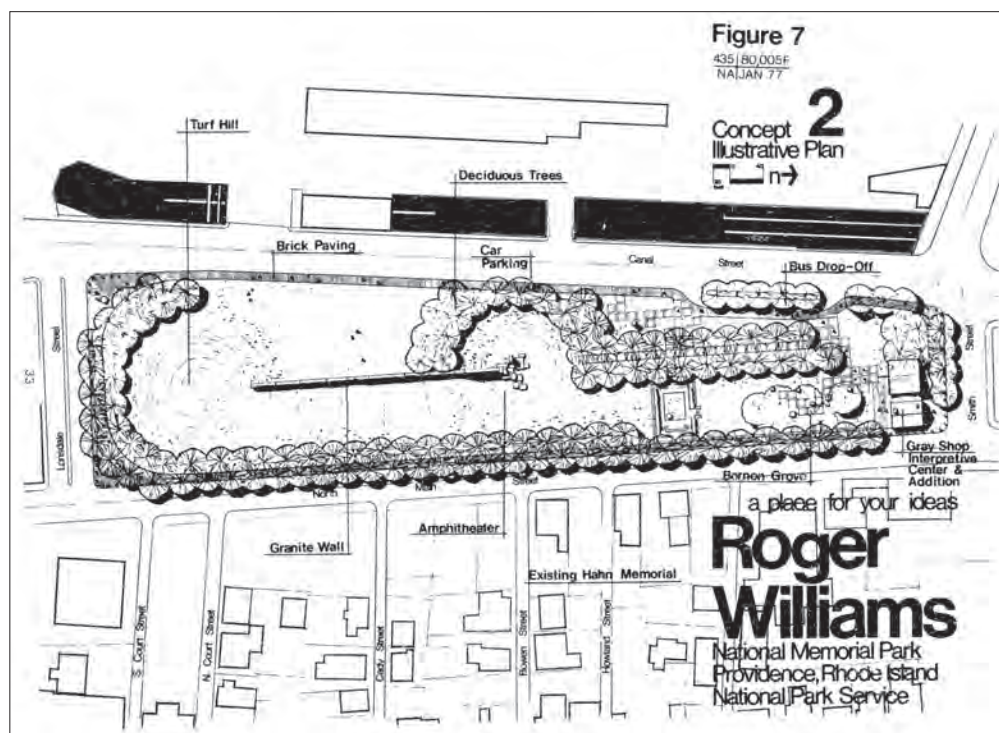 Figure 7
435 80,005F
NA JAN 77
Concept 2
Illustrative Plan
n
Turf Hill
Deciduous Trees
Brick Paving
Car
Parking
Canal
Street
Bus Drop-Off
Street
Lonsdale
33
Street
Smith
North Main Street
Gray Shop
Interpretive
Center &
Addition
Bornon Grove
Granite Wall
Amphitheater
Existing Hahn Memorial
S. Court Street
N. Court Street
Cady Street
Bowen Street
Howland Street
a place for your ideas
Roger
Williams
National Memorial Park
Providence, Rhode Island
National Park Service